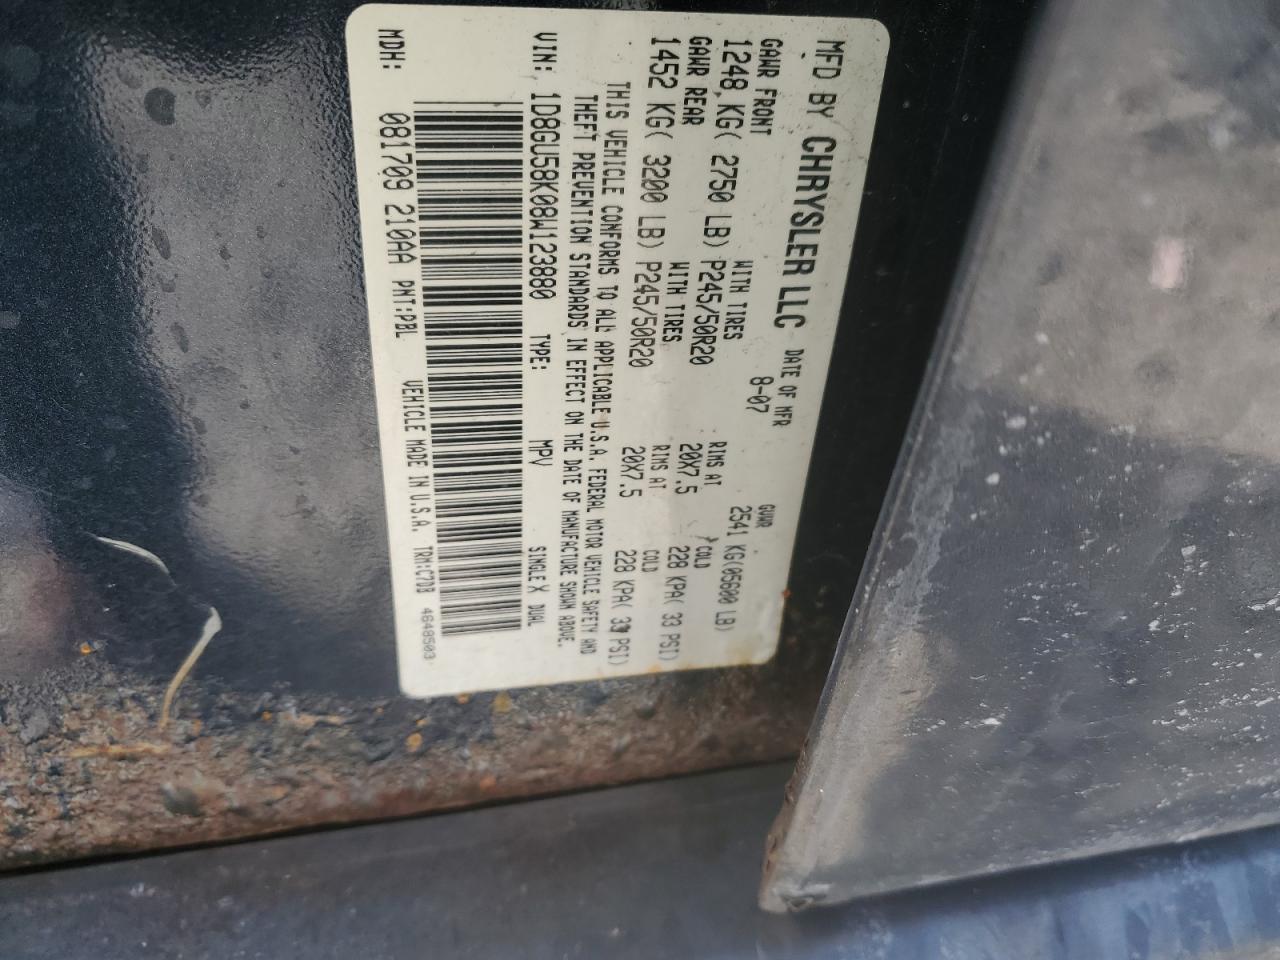 MFD BY CHRYSLER LLC DATE OF MFR GVWR
8-07 2541 KG(05600 LB)
GAWR FRONT WITH TIRES RIMS AT COLD
1248 KG( 2750 LB) P245/50R20 20X7.5 228 KPA( 33 PSI)
GAWR REAR WITH TIRES RIMS AT COLD
1452 KG( 3200 LB) P245/50R20 20X7.5 228 KPA( 33 PSI)
THIS VEHICLE CONFORMS TO ALL APPLICABLE U.S.A. FEDERAL MOTOR VEHICLE SAFETY AND
THEFT PREVENTION STANDARDS IN EFFECT ON THE DATE OF MANUFACTURE SHOWN ABOVE.
VIN: 1D8GU58K08W123880 TYPE: MPV SINGLE X DUAL
MDH: 081709 210AA PNT:PBL VEHICLE MADE IN U.S.A. TRM:C7DB 4648503